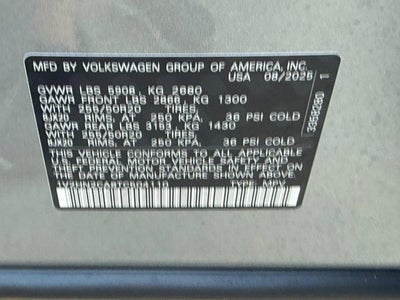 MFD BY VOLKSWAGEN GROUP OF AMERICA, INC.
USA 08/2025
GVWR LBS 5908, KG 2680
GAWR FRONT LBS 2866, KG 1300
WITH 255/50R20 TIRES,
8JX20 RIMS, AT 250 KPA, 36 PSI COLD
GAWR REAR LBS 3153, KG 1430
WITH 255/50R20 TIRES,
8JX20 RIMS, AT 250 KPA, 36 PSI COLD
THIS VEHICLE CONFORMS TO ALL APPLICABLE
U.S. FEDERAL MOTOR VEHICLE SAFETY AND
THEFT PREVENTION STANDARDS IN EFFECT
ON THE DATE OF MANUFACTURE SHOWN ABOVE.
TYPE: MPV